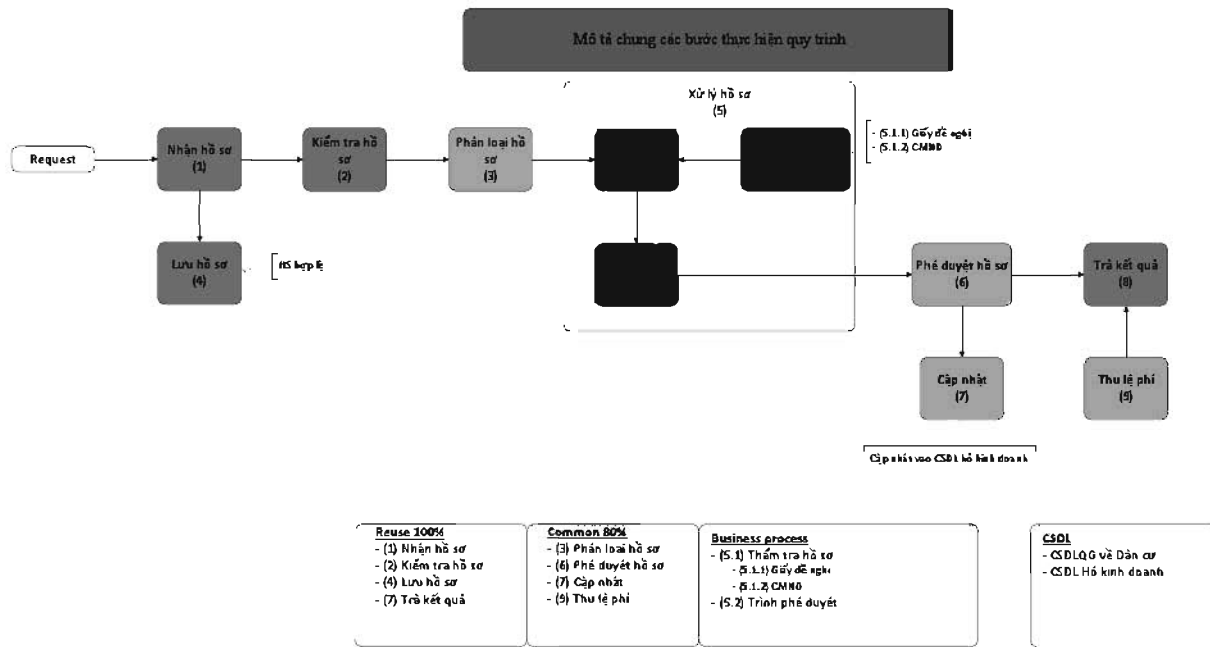 Mô tả chung các bước thực hiện quy trình
Xử lý hồ sơ
(5)
Request
Nhận hồ sơ
(1)
Kiểm tra hồ
sơ
(2)
Phân loại hồ
sơ
(3)
- (5.1.1) Giấy đề nghị
- (5.1.2) CMND
Lưu hồ sơ
(4)
HS hợp lệ
Phê duyệt hồ sơ
(6)
Trả kết quả
(8)
Cập nhật
(7)
Thu lệ phí
(9)
Cập nhật vào CSDL hộ kinh doanh
Reuse 100%
- (1) Nhận hồ sơ
- (2) Kiểm tra hồ sơ
- (4) Lưu hồ sơ
- (7) Trả kết quả
Common 80%
- (3) Phân loại hồ sơ
- (6) Phê duyệt hồ sơ
- (7) Cập nhật
- (9) Thu lệ phí
Business process
- (5.1) Thẩm tra hồ sơ
- (5.1.1) Giấy đề nghị
- (5.1.2) CMND
- (5.2) Trình phê duyệt
CSDL
- CSDLQG về Dân cư
- CSDL Hộ kinh doanh